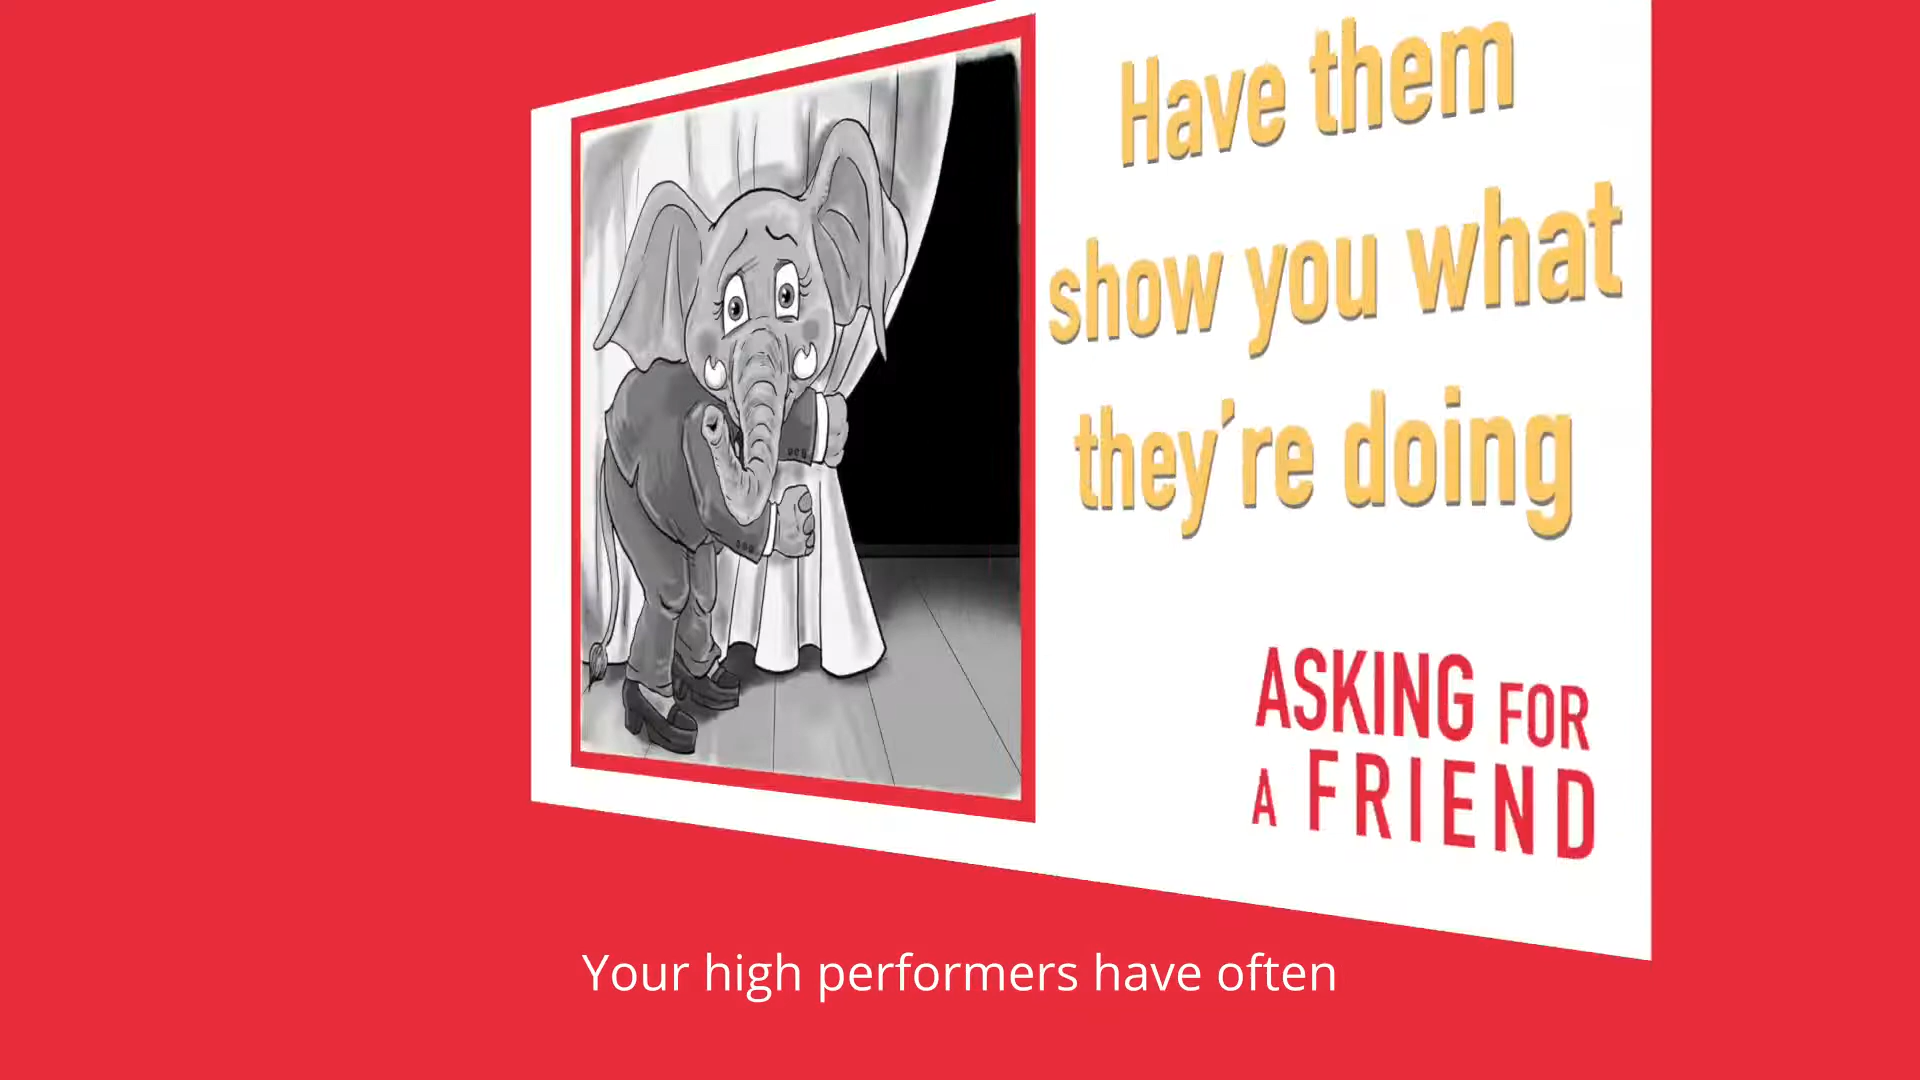 Have them
show you what
they´re doing
ASKING FOR
A FRIEND
Your high performers have often